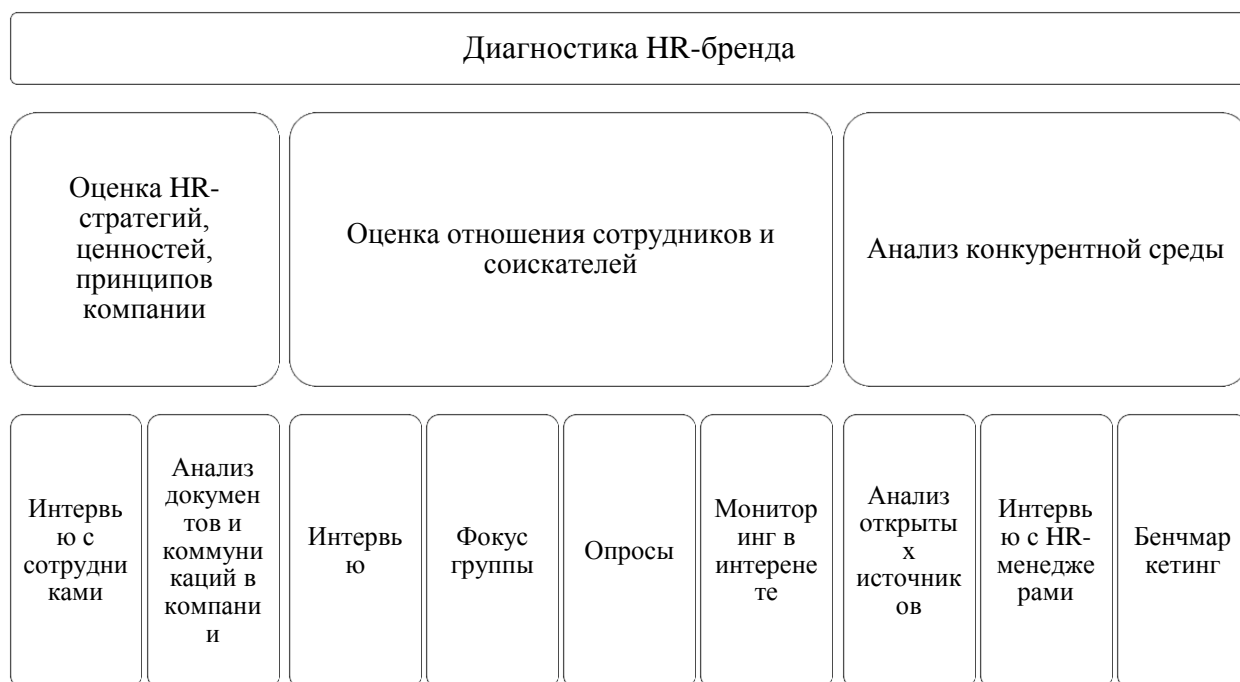 Диагностика HR-бренда
Оценка HR-
стратегий,
ценностей,
принципов
компании
Оценка отношения сотрудников и
соискателей
Анализ конкурентной среды
Интервь
ю с
сотрудни
ками
Анализ
докумен
тов и
коммуни
каций в
компани
и
Интервь
ю
Фокус
группы
Опросы
Монитор
инг в
интерене
те
Анализ
открыты
х
источник
ов
Интервь
ю с HR-
менедже
рами
Бенчмар
кетинг